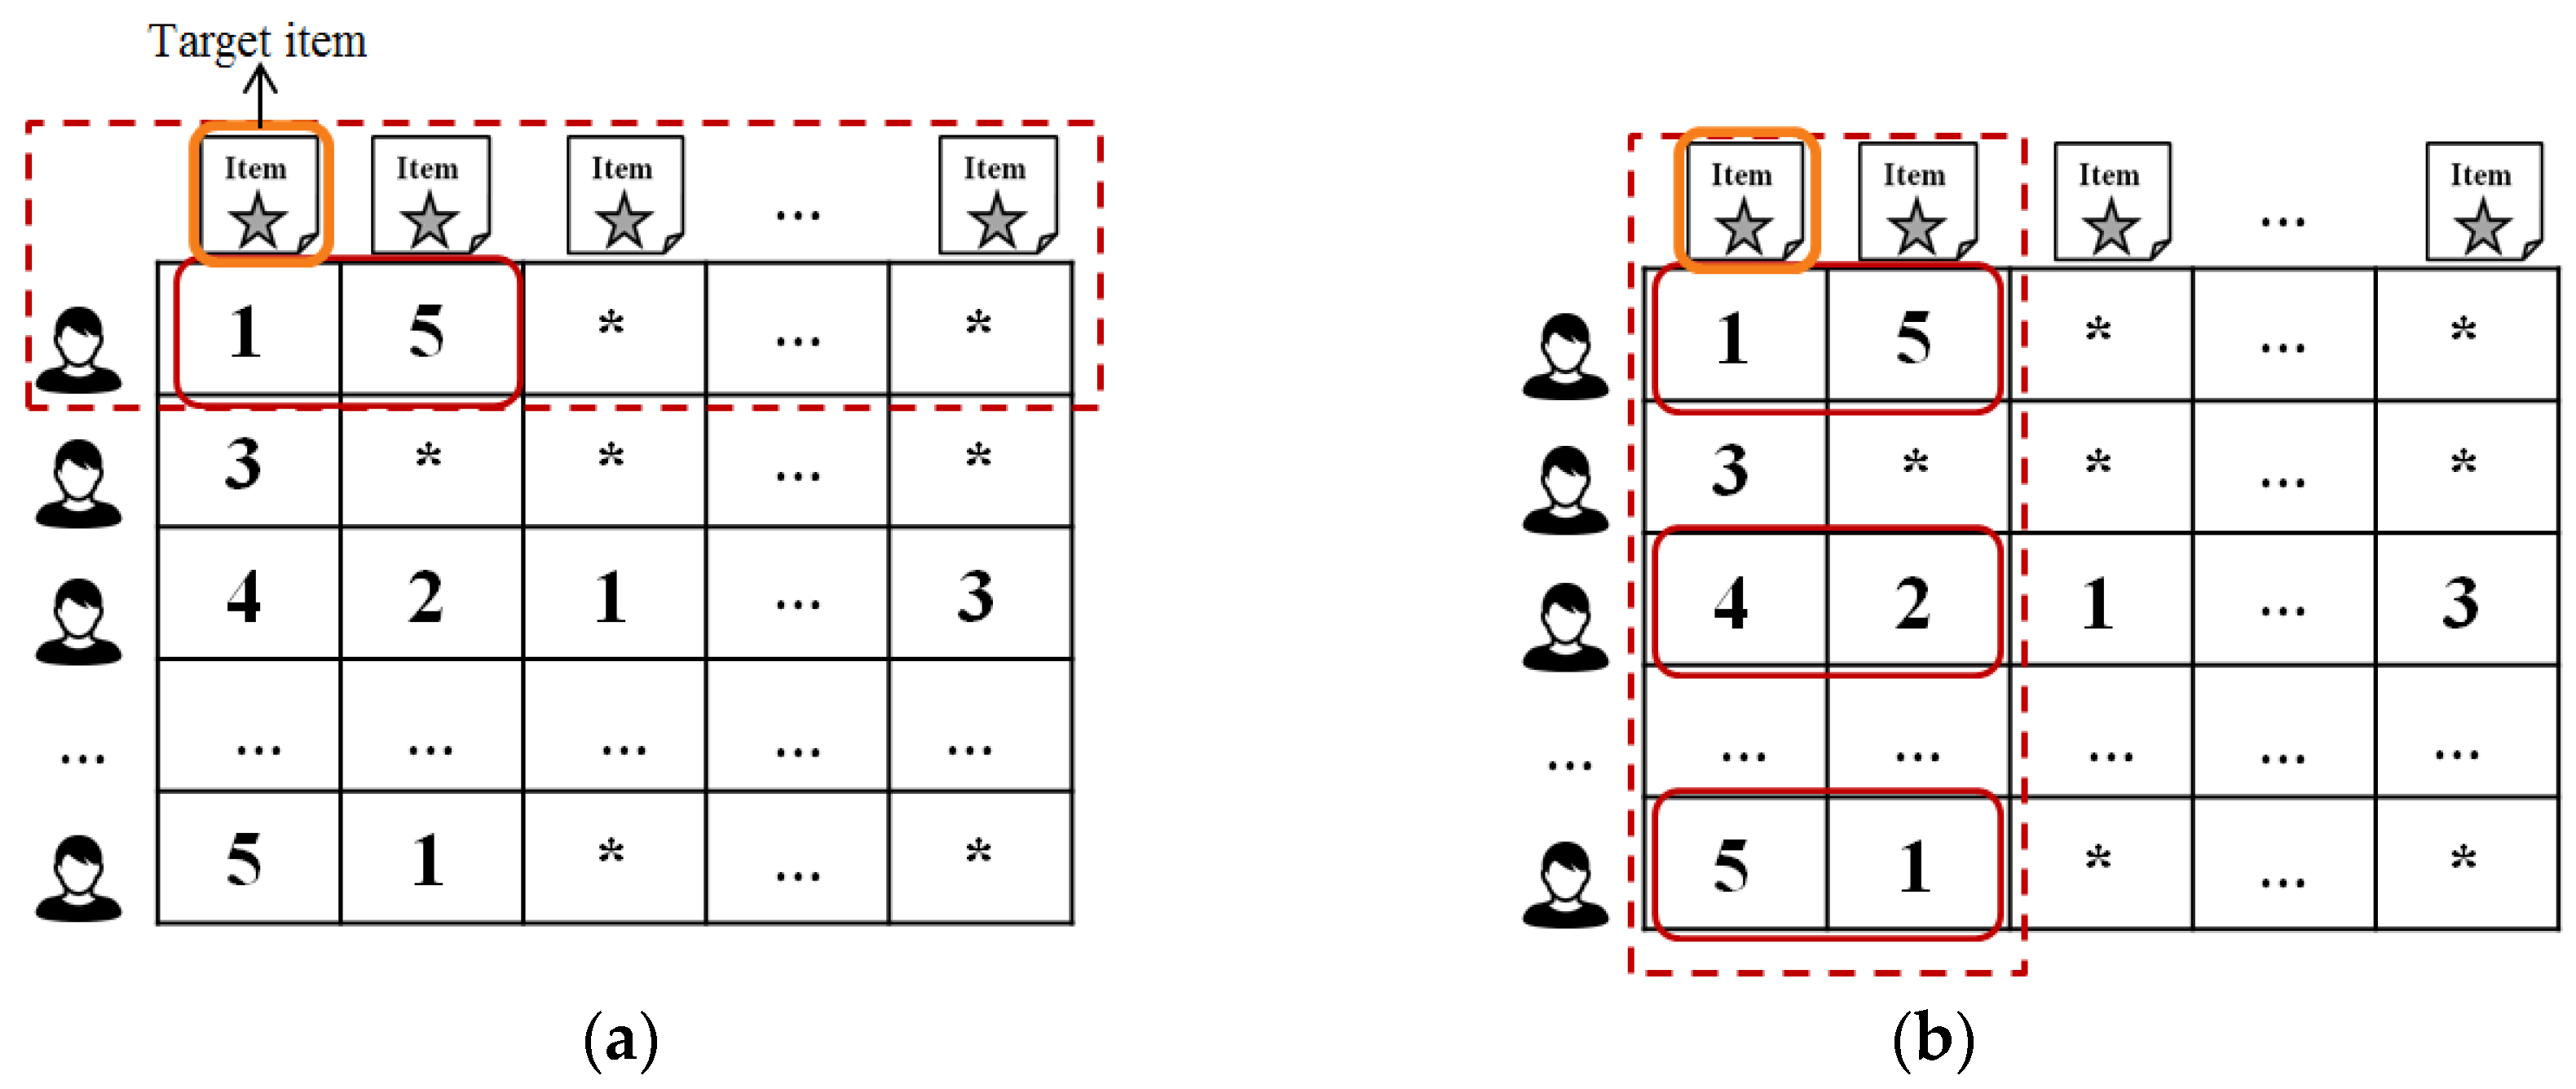 Target item
Item Item Item ... Item
1 5 * ... *
3 * * ... *
4 2 1 ... 3
... ... ... ... ... ...
5 1 * ... *
(a)
Item Item Item ... Item
1 5 * ... *
3 * * ... *
4 2 1 ... 3
... ... ... ... ... ...
5 1 * ... *
(b)